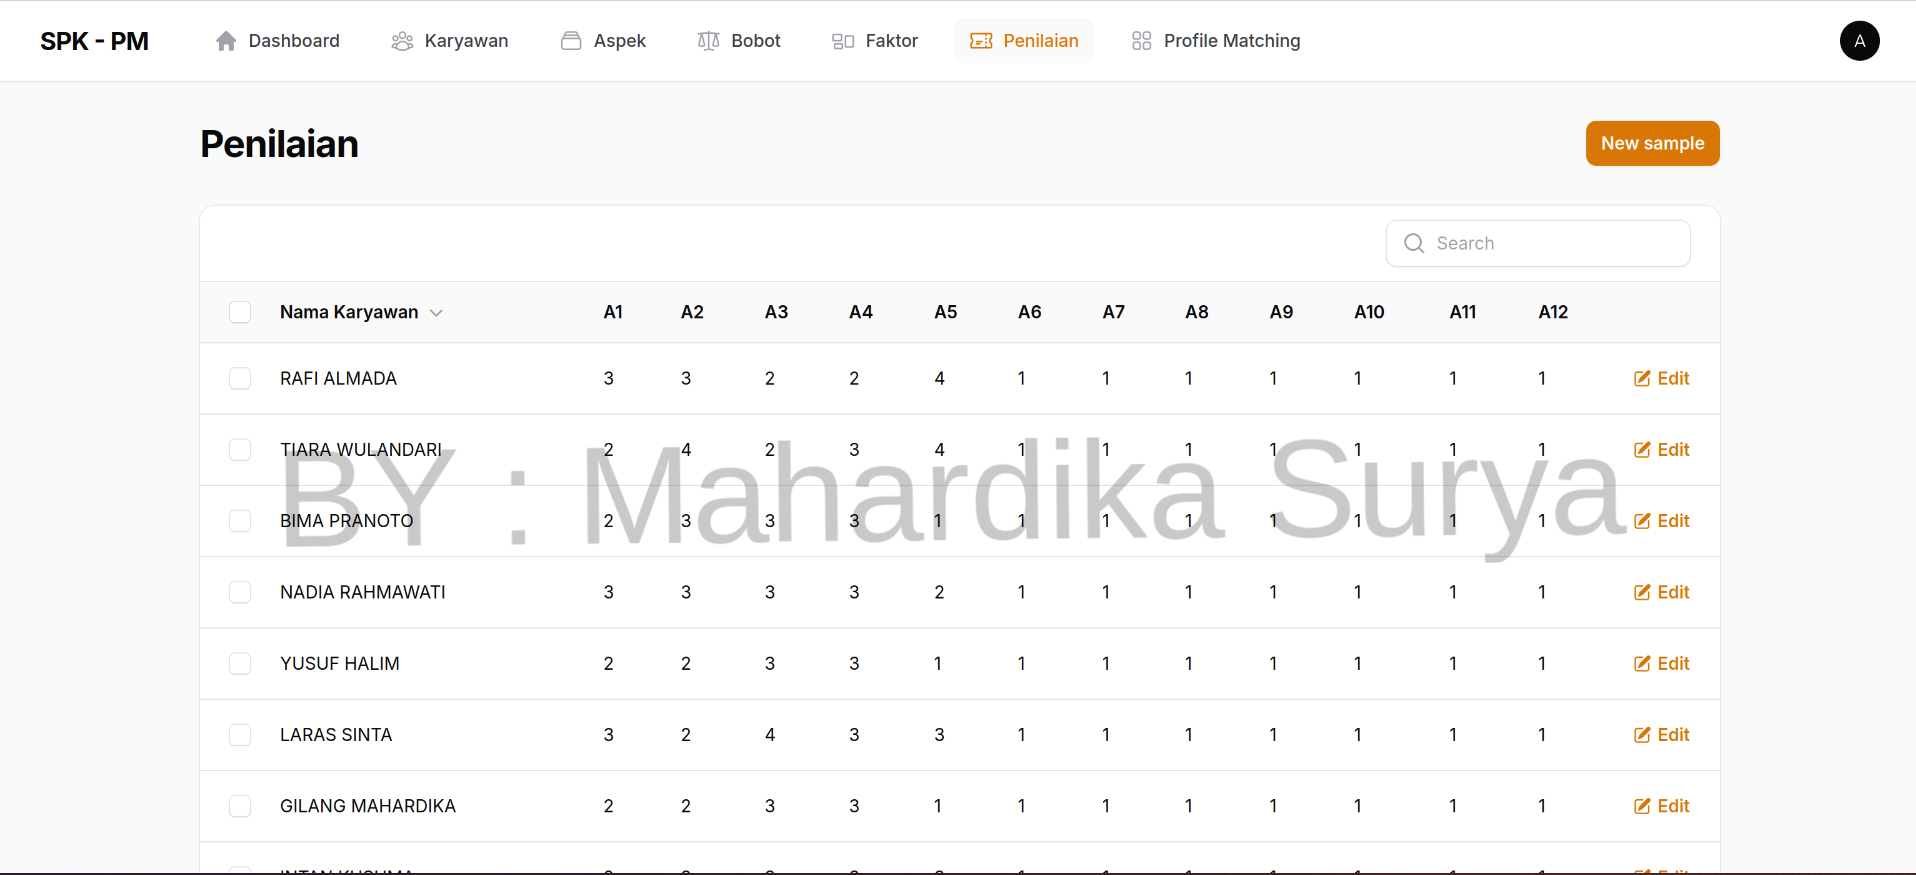 SPK - PM Dashboard Karyawan Aspek Bobot Faktor Penilaian Profile Matching A
Penilaian New sample
Search
Nama Karyawan A1 A2 A3 A4 A5 A6 A7 A8 A9 A10 A11 A12
RAFI ALMADA 3 3 2 2 4 1 1 1 1 1 1 1 Edit
TIARA WULANDARI 2 4 2 3 4 1 1 1 1 1 1 1 Edit
BY : Mahardika Surya
BIMA PRANOTO 2 3 3 3 1 1 1 1 1 1 1 1 Edit
NADIA RAHMAWATI 3 3 3 3 2 1 1 1 1 1 1 1 Edit
YUSUF HALIM 2 2 3 3 1 1 1 1 1 1 1 1 Edit
LARAS SINTA 3 2 4 3 3 1 1 1 1 1 1 1 Edit
GILANG MAHARDIKA 2 2 3 3 1 1 1 1 1 1 1 1 Edit